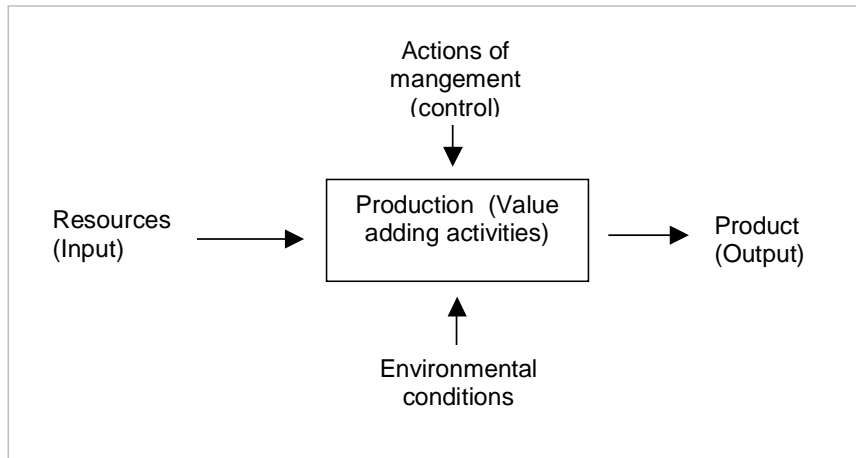 Actions of
mangement
(control)
Production (Value
adding activities)
Resources
(Input)
Product
(Output)
Environmental
conditions